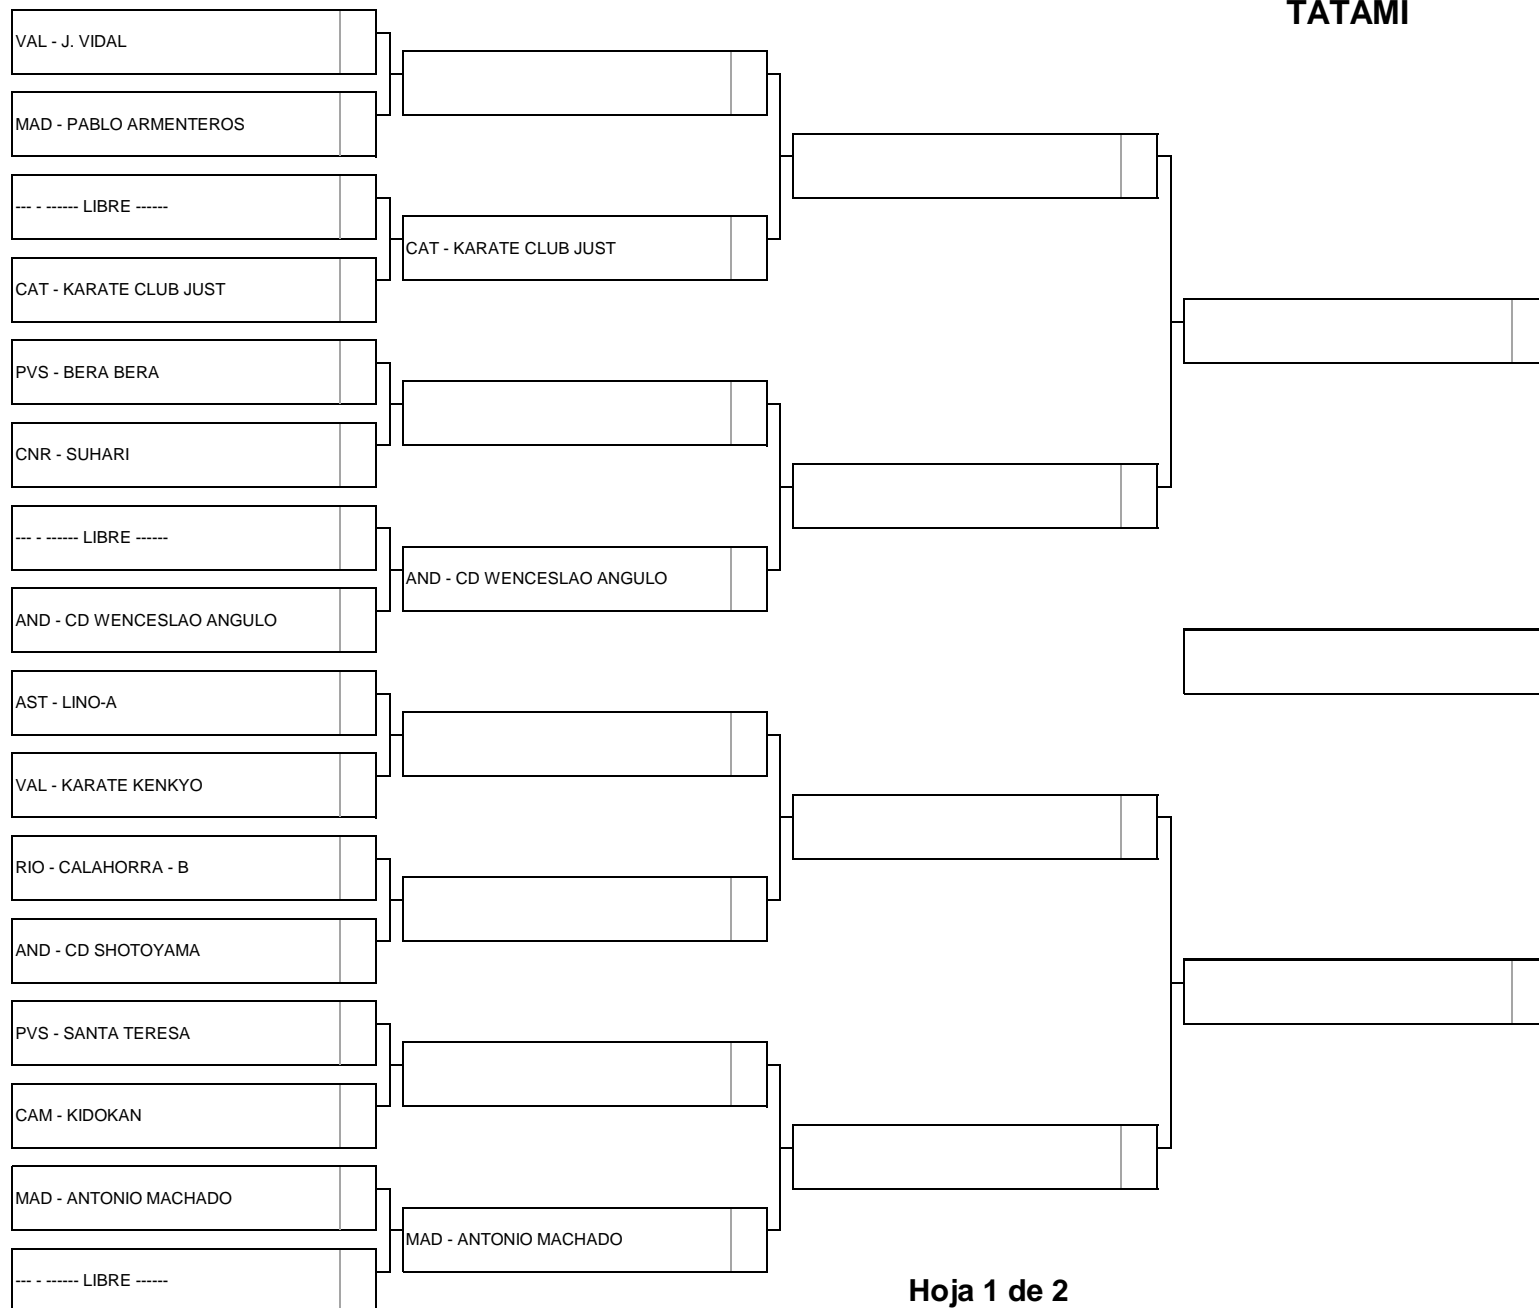 TATAMI
VAL - J. VIDAL
MAD - PABLO ARMENTEROS
--- - ------ LIBRE ------
CAT - KARATE CLUB JUST
CAT - KARATE CLUB JUST
PVS - BERA BERA
CNR - SUHARI
--- - ------ LIBRE ------
AND - CD WENCESLAO ANGULO
AND - CD WENCESLAO ANGULO
AST - LINO-A
VAL - KARATE KENKYO
RIO - CALAHORRA - B
AND - CD SHOTOYAMA
PVS - SANTA TERESA
CAM - KIDOKAN
MAD - ANTONIO MACHADO
MAD - ANTONIO MACHADO
--- - ------ LIBRE ------
Hoja 1 de 2